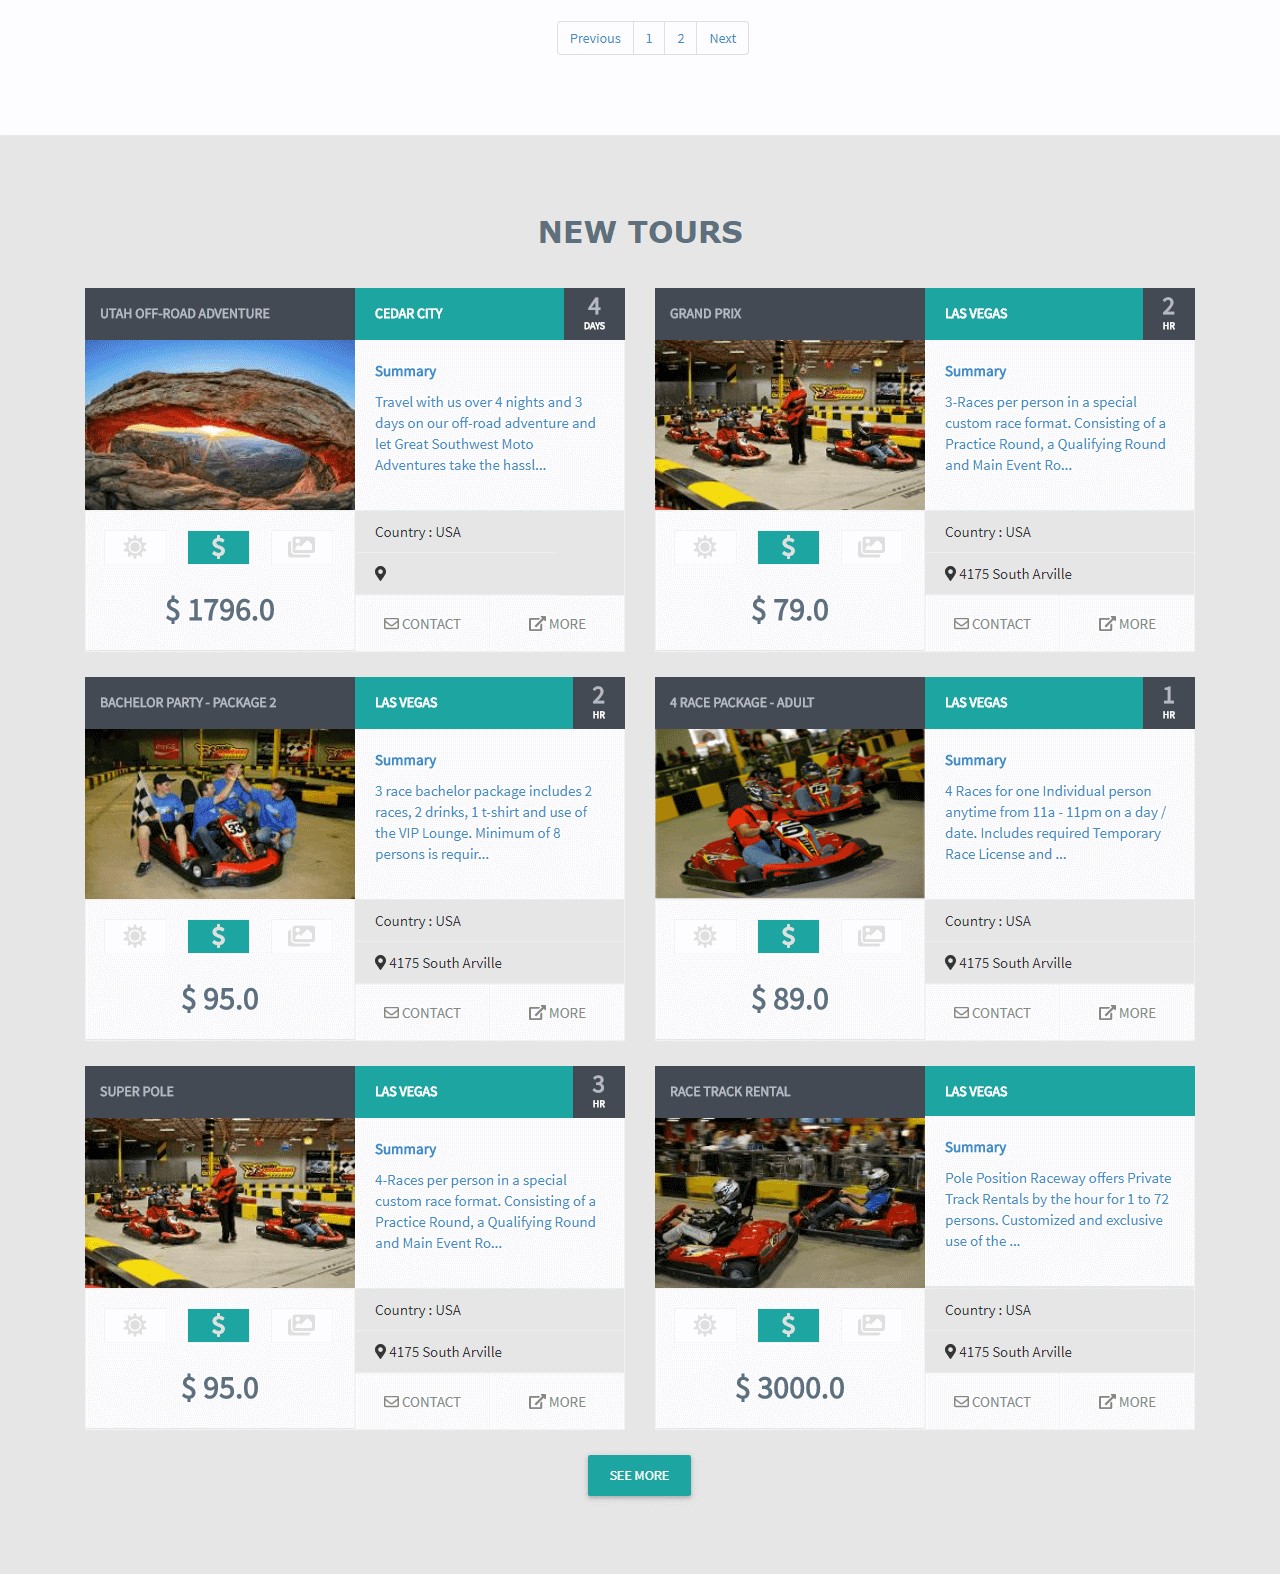 Previous 1 2 Next
NEW TOURS
UTAH OFF-ROAD ADVENTURE
CEDAR CITY
4
DAYS
Summary
Travel with us over 4 nights and 3
days on our off-road adventure and
let Great Southwest Moto
Adventures take the hassl...
$
Country : USA
$ 1796.0
CONTACT
MORE
GRAND PRIX
LAS VEGAS
2
HR
Summary
3-Races per person in a special
custom race format. Consisting of a
Practice Round, a Qualifying Round
and Main Event Ro...
$
Country : USA
4175 South Arville
$ 79.0
CONTACT
MORE
BACHELOR PARTY - PACKAGE 2
LAS VEGAS
2
HR
33
Summary
3 race bachelor package includes 2
races, 2 drinks, 1 t-shirt and use of
the VIP Lounge. Minimum of 8
persons is requir...
$
Country : USA
4175 South Arville
$ 95.0
CONTACT
MORE
4 RACE PACKAGE - ADULT
LAS VEGAS
1
HR
15
Summary
4 Races for one Individual person
anytime from 11a - 11pm on a day /
date. Includes required Temporary
Race License and ...
$
Country : USA
4175 South Arville
$ 89.0
CONTACT
MORE
SUPER POLE
LAS VEGAS
3
HR
Summary
4-Races per person in a special
custom race format. Consisting of a
Practice Round, a Qualifying Round
and Main Event Ro...
$
Country : USA
4175 South Arville
$ 95.0
CONTACT
MORE
RACE TRACK RENTAL
LAS VEGAS
Summary
Pole Position Raceway offers Private
Track Rentals by the hour for 1 to 72
persons. Customized and exclusive
use of the ...
$
Country : USA
4175 South Arville
$ 3000.0
CONTACT
MORE
SEE MORE